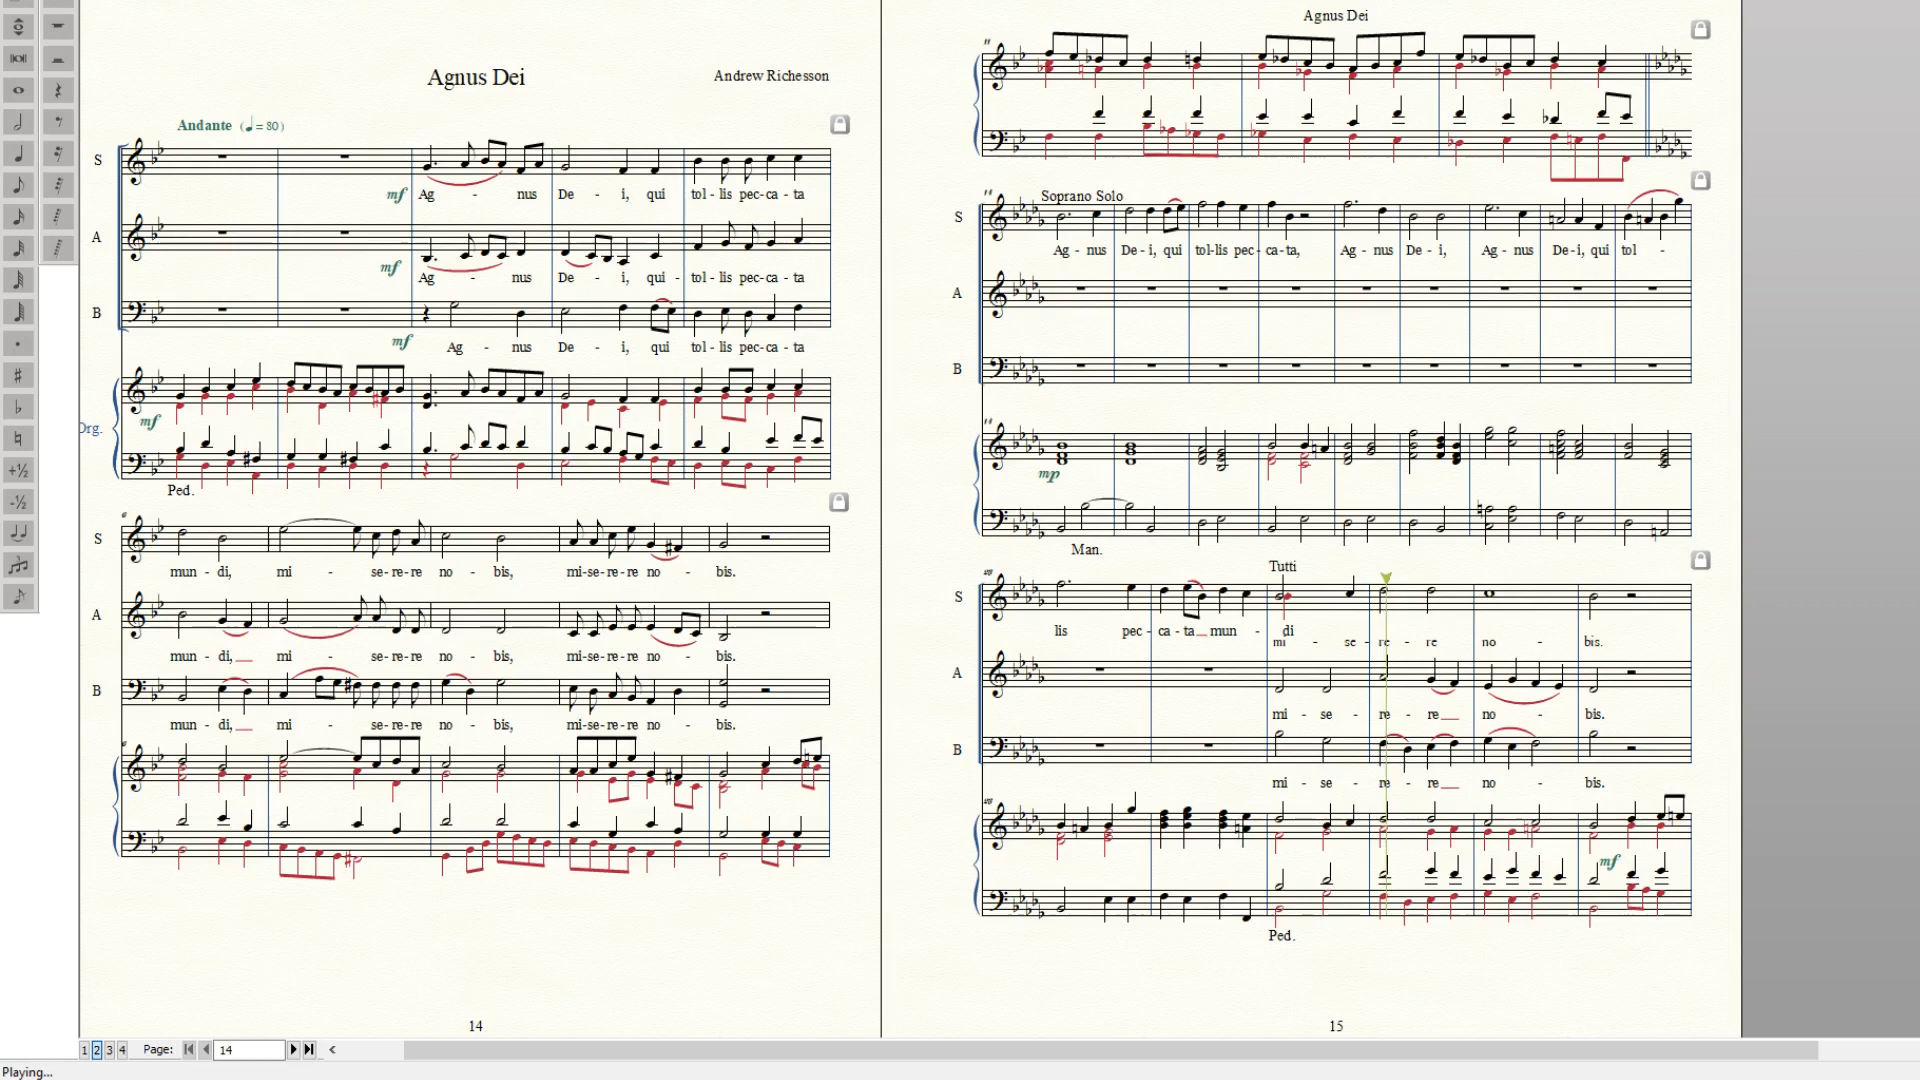 Agnus Dei
Andrew Richesson
Andante (♩= 80)
S
mf Ag - nus De - i, qui tol - lis pec-ca - ta
A
mf Ag - nus De - i, qui - tol - lis pec-ca - ta
B
mf Ag - nus De - i, qui tol - lis pec-ca - ta
Org.
mf
Ped.
S
mun - di, mi - se-re-re no - bis, mi-se-re-re no - bis.
A
mun - di, mi - se-re-re no - bis, mi-se-re-re no - bis.
B
mun - di, mi - se-re-re no - bis, mi-se-re-re no - bis.
14
Agnus Dei
Soprano Solo
S
Ag - nus De-i, qui tol-lis pec-ca-ta, Ag - nus De-i, Ag - nus De-i, qui tol -
A
B
mp
Man.
Tutti
S
lis pec - ca - ta mun - di
mi - se - re - re no - bis.
A
mi - se - re - re no - bis.
B
mi - se - re - re no - bis.
mf
Ped.
15
1 2 3 4 Page: 14
Playing...